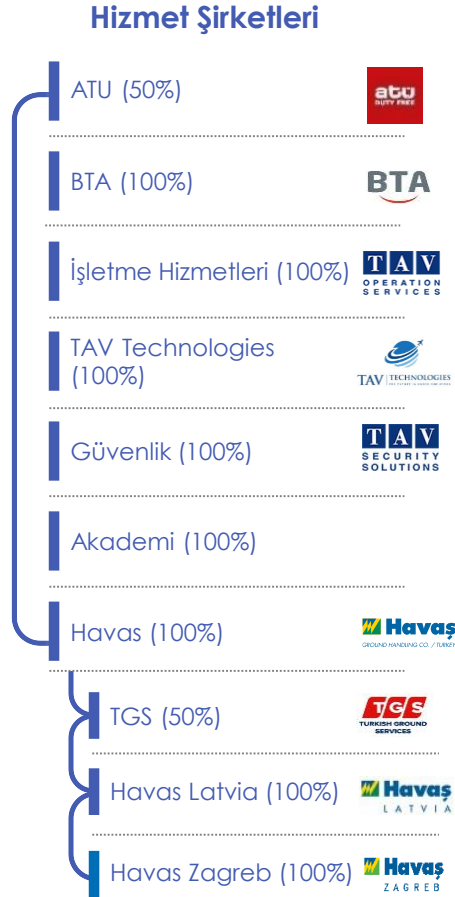 Hizmet Şirketleri
ATU (50%)
atü
DUTY FREE
BTA (100%)
BTA
İşletme Hizmetleri (100%)
TAV
OPERATION
SERVICES
TAV Technologies
(100%)
TAV TECHNOLOGIES
Güvenlik (100%)
TAV
SECURITY
SOLUTIONS
Akademi (100%)
Havas (100%)
Havaş
GROUND HANDLING CO. / TURKEY
TGS (50%)
TGS
TURKISH GROUND
SERVICES
Havas Latvia (100%)
Havaş
LATVIA
Havas Zagreb (100%)
Havaş
ZAGREB